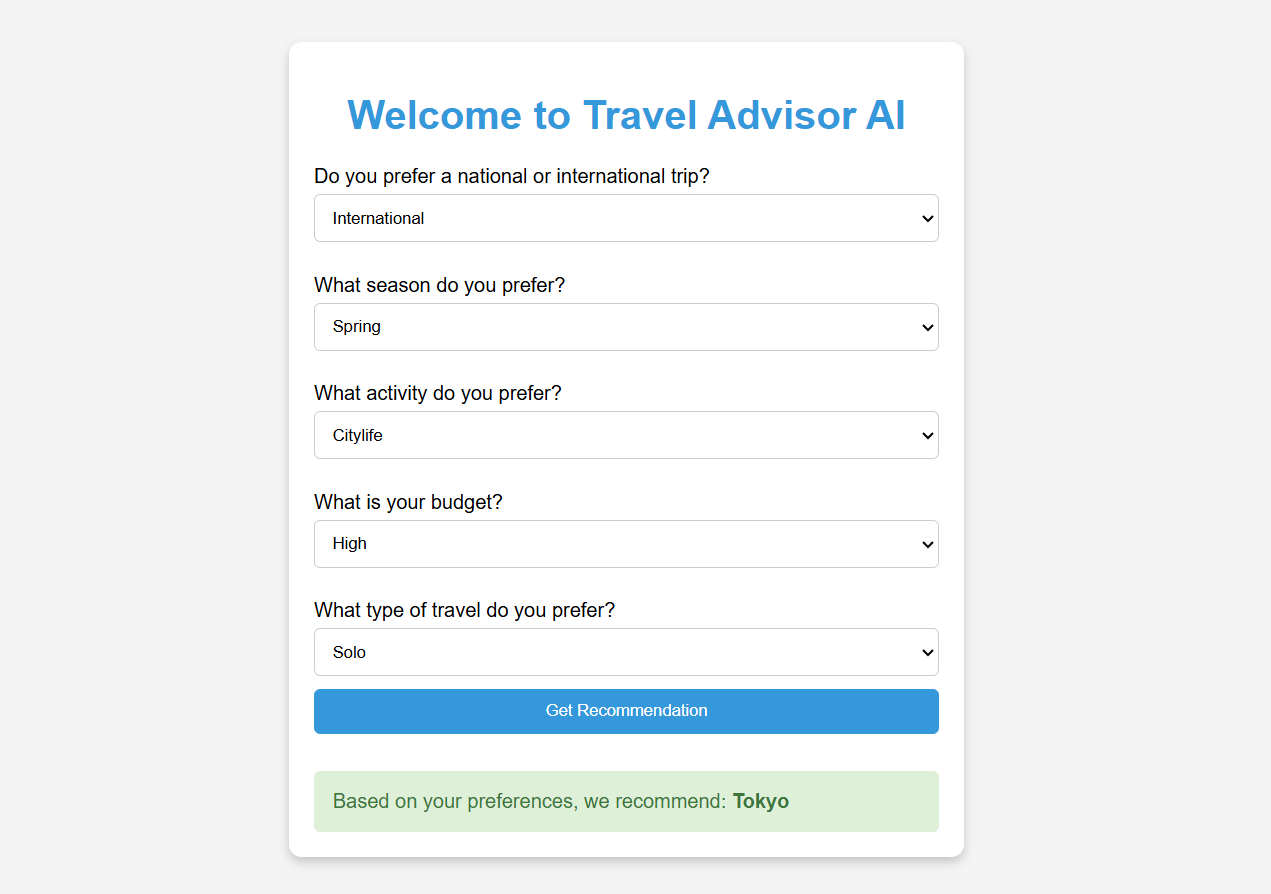 Welcome to Travel Advisor AI
Do you prefer a national or international trip?
International
What season do you prefer?
Spring
What activity do you prefer?
Citylife
What is your budget?
High
What type of travel do you prefer?
Solo
Get Recommendation
Based on your preferences, we recommend: Tokyo